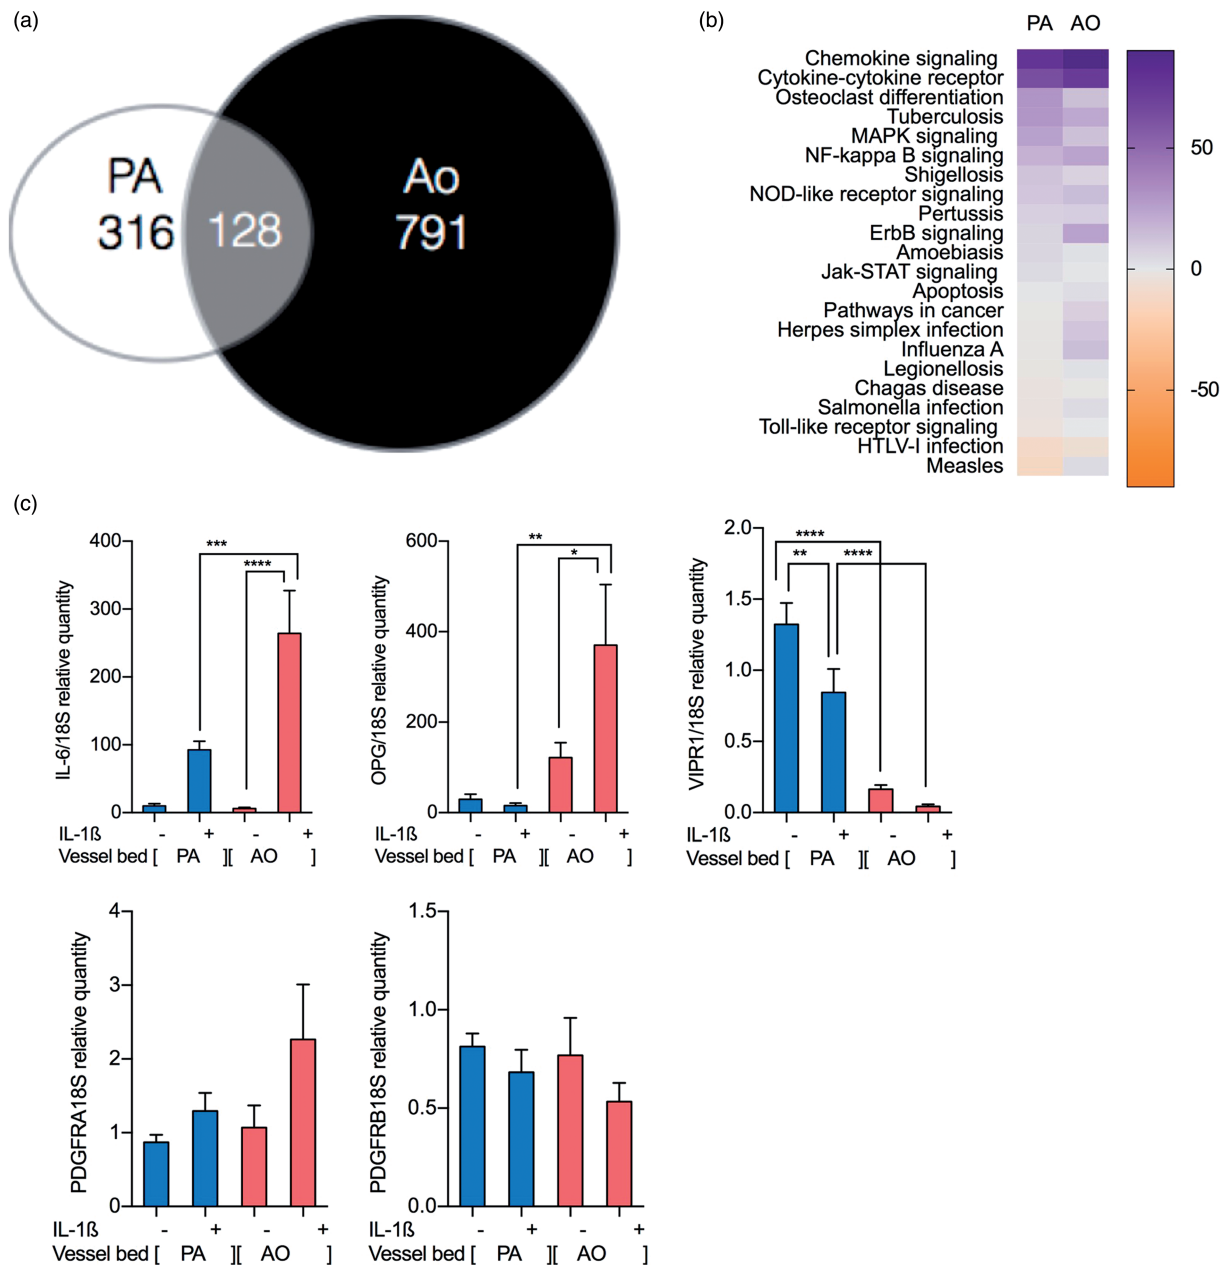 (a)
PA
316
128
Ao
791
(b)
PA AO
Chemokine signaling
Cytokine-cytokine receptor
Osteoclast differentiation
Tuberculosis
MAPK signaling
NF-kappa B signaling
Shigellosis
NOD-like receptor signaling
Pertussis
ErbB signaling
Amoebiasis
Jak-STAT signaling
Apoptosis
Pathways in cancer
Herpes simplex infection
Influenza A
Legionellosis
Chagas disease
Salmonella infection
Toll-like receptor signaling
HTLV-I infection
Measles
50
0
-50
(c)
IL-6/18S relative quantity
400
300
200
100
0
***
****
IL-1ß - + - +
Vessel bed [ PA ][ AO ]
OPG/18S relative quantity
600
400
200
0
**
*
IL-1ß - + - +
Vessel bed [ PA ][ AO ]
VIPR1/18S relative quantity
2.0
1.5
1.0
0.5
0.0
****
** ****
IL-1ß - + - +
Vessel bed [ PA ][ AO ]
PDGFRA18S relative quantity
4
3
2
1
0
IL-1ß - + - +
Vessel bed [ PA ][ AO ]
PDGFRB18S relative quantity
1.5
1.0
0.5
0.0
IL-1ß - + - +
Vessel bed [ PA ][ AO ]